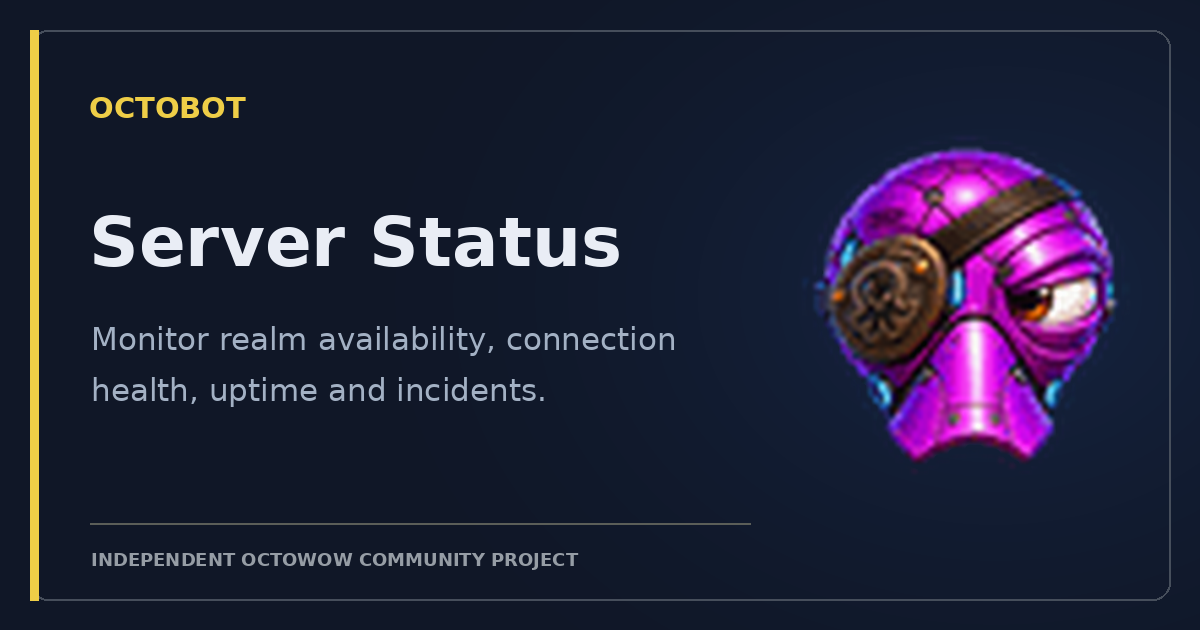 OCTOBOT
Server Status
Monitor realm availability, connection
health, uptime and incidents.
INDEPENDENT OCTOWOW COMMUNITY PROJECT